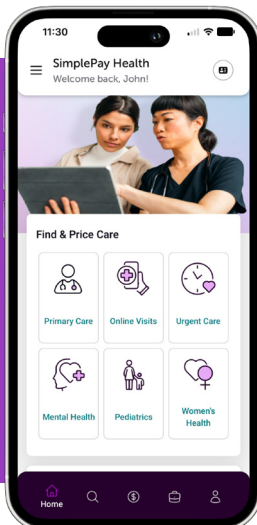 11:30
SimplePay Health
Welcome back, John!
Find & Price Care
Primary Care
Online Visits
Urgent Care
Mental Health
Pediatrics
Women's
Health
Home